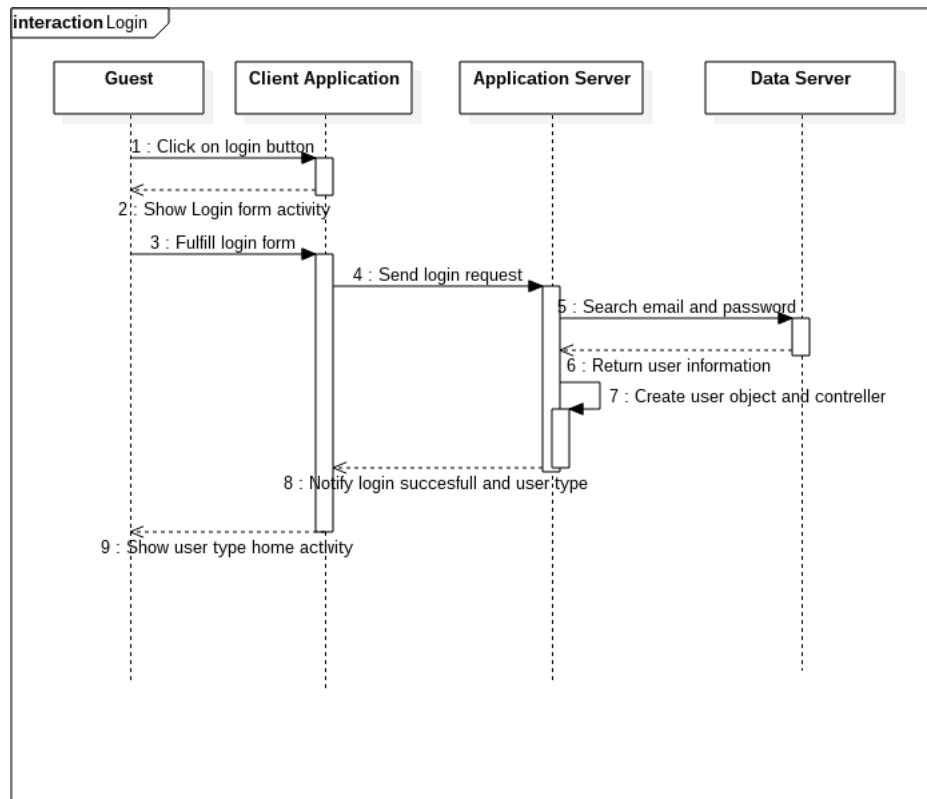 interaction Login
Guest
Client Application
Application Server
Data Server
1 : Click on login button
2 : Show Login form activity
3 : Fulfill login form
4 : Send login request
5 : Search email and password
6 : Return user information
7 : Create user object and contreller
8 : Notify login succesfull and user type
9 : Show user type home activity